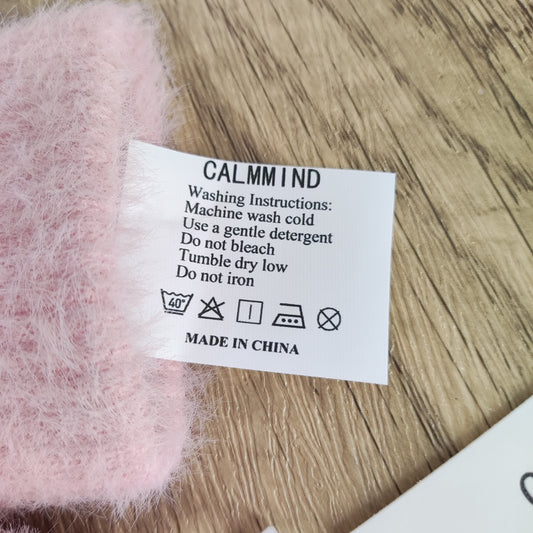 CALMMIND
Washing Instructions:
Machine wash cold
Use a gentle detergent
Do not bleach
Tumble dry low
Do not iron
40°
MADE IN CHINA